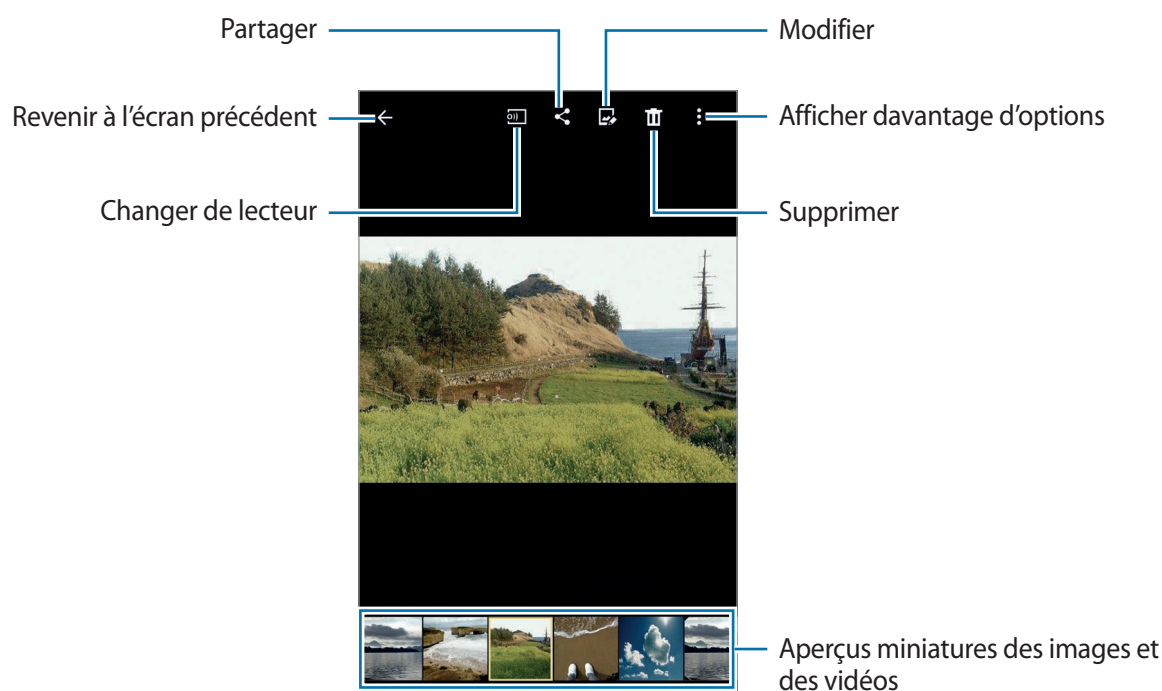 Partager
Modifier
Revenir à l’écran précédent
Afficher davantage d’options
Changer de lecteur
Supprimer
Aperçus miniatures des images et
des vidéos